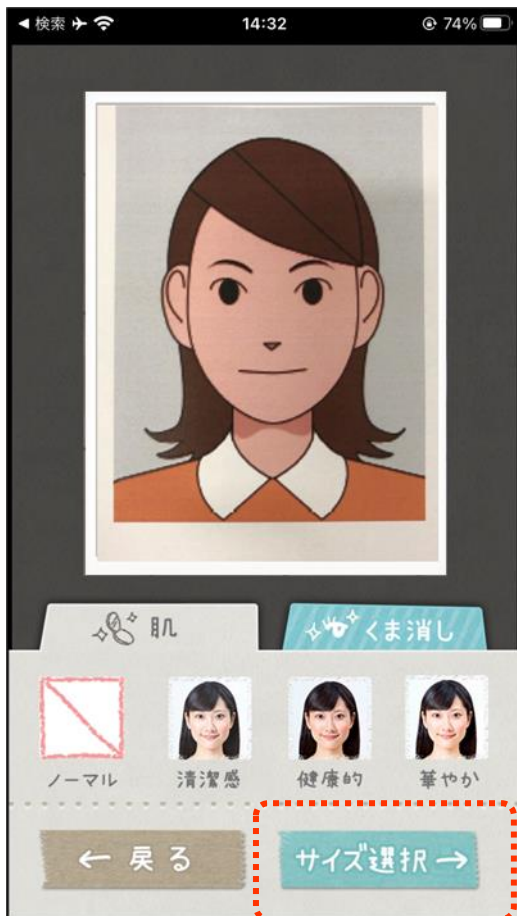 ◀検索
14:32
74%
肌
くま消し
ノーマル
清潔感
健康的
華やか
← 戻る
サイズ選択 →